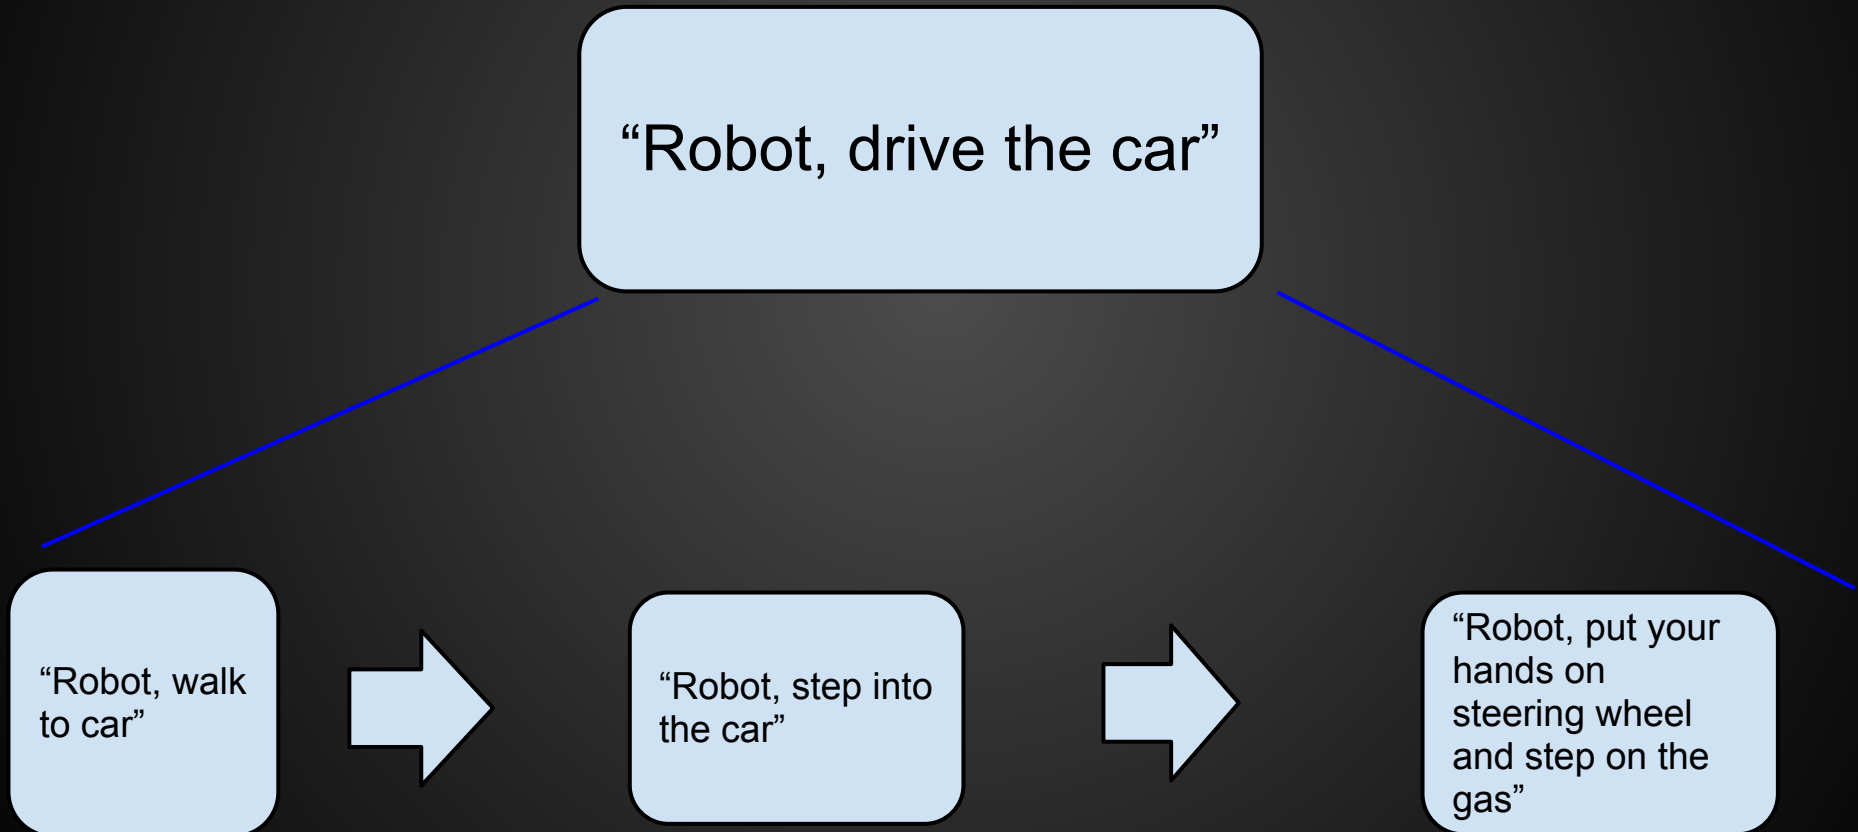 “Robot, drive the car”
“Robot, walk
to car”
“Robot, step into
the car”
“Robot, put your
hands on
steering wheel
and step on the
gas”